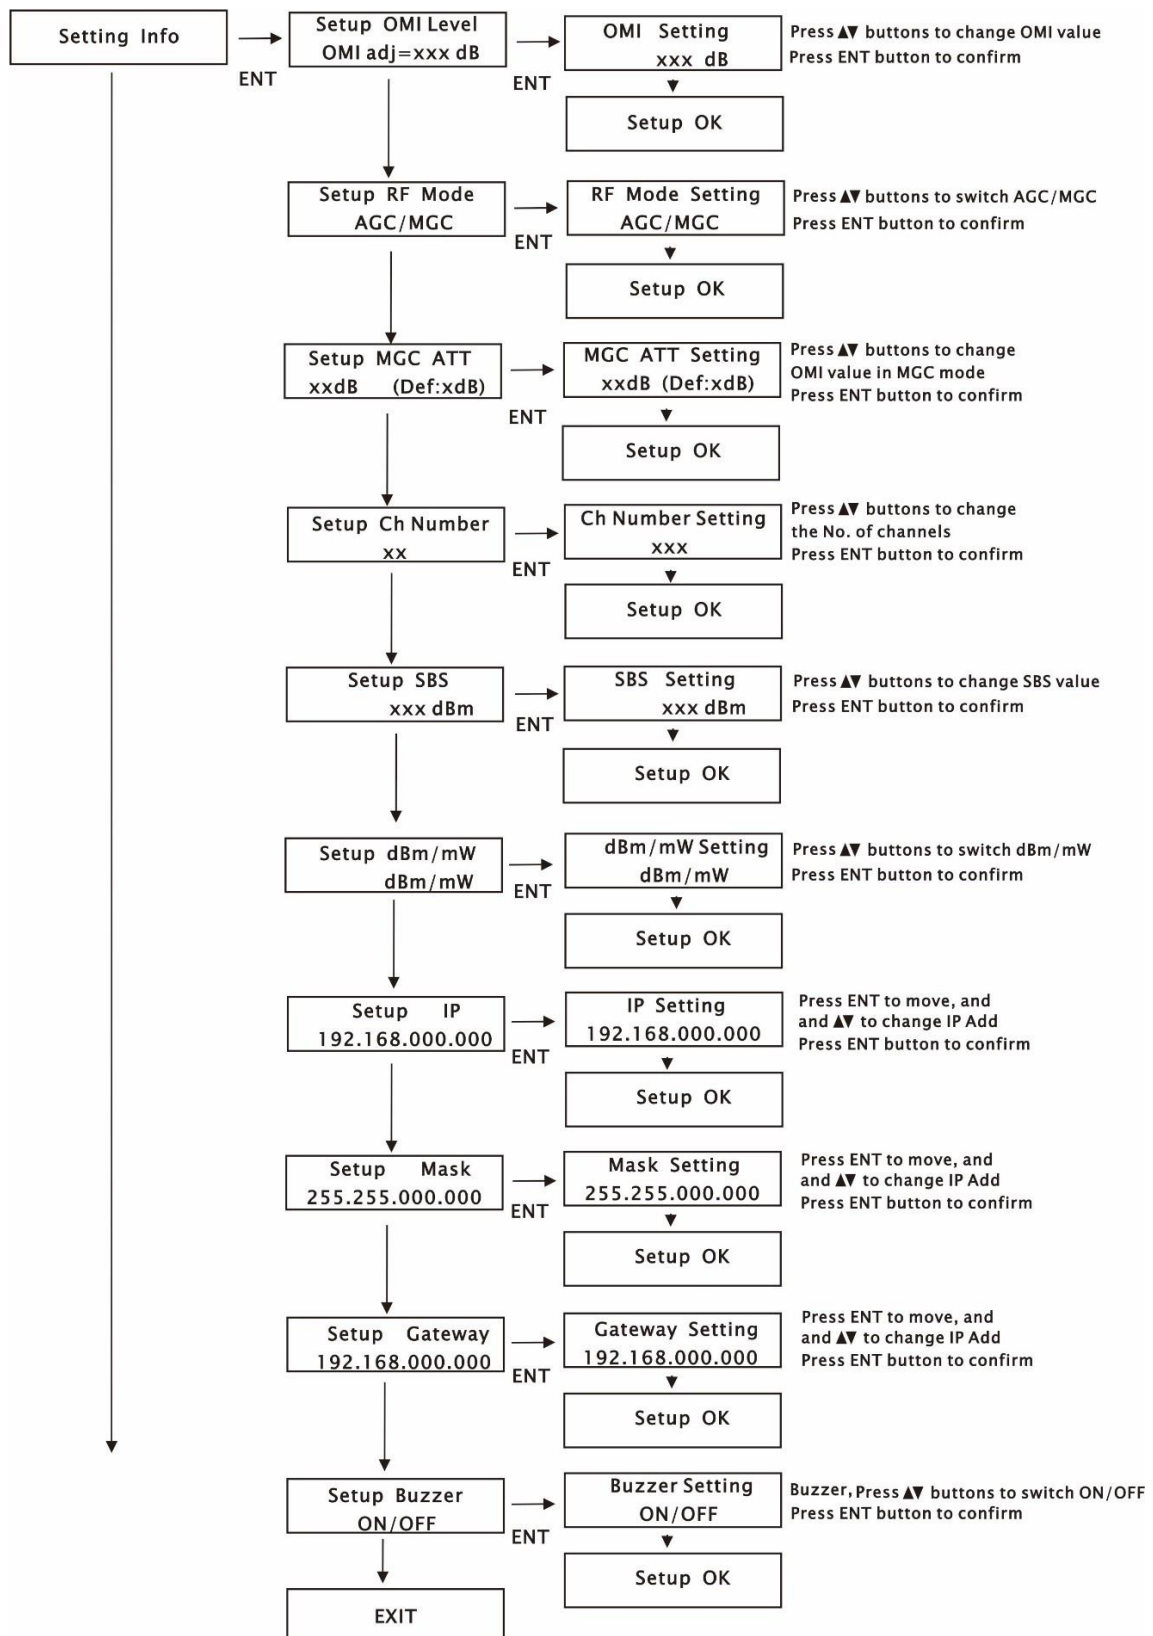 Setting Info
ENT
Setup OMI Level
OMI adj=xxx dB
ENT
OMI Setting
xxx dB
Press ▲▼ buttons to change OMI value
Press ENT button to confirm
Setup OK
Setup RF Mode
AGC/MGC
ENT
RF Mode Setting
AGC/MGC
Press ▲▼ buttons to switch AGC/MGC
Press ENT button to confirm
Setup OK
Setup MGC ATT
xxdB (Def:xdB)
ENT
MGC ATT Setting
xxdB (Def:xdB)
Press ▲▼ buttons to change
OMI value in MGC mode
Press ENT button to confirm
Setup OK
Setup Ch Number
xx
ENT
Ch Number Setting
xxx
Press ▲▼ buttons to change
the No. of channels
Press ENT button to confirm
Setup OK
Setup SBS
xxx dBm
ENT
SBS Setting
xxx dBm
Press ▲▼ buttons to change SBS value
Press ENT button to confirm
Setup OK
Setup dBm/mW
dBm/mW
ENT
dBm/mW Setting
dBm/mW
Press ▲▼ buttons to switch dBm/mW
Press ENT button to confirm
Setup OK
Setup IP
192.168.000.000
ENT
IP Setting
192.168.000.000
Press ENT to move, and
and ▲▼ to change IP Add
Press ENT button to confirm
Setup OK
Setup Mask
255.255.000.000
ENT
Mask Setting
255.255.000.000
Press ENT to move, and
and ▲▼ to change IP Add
Press ENT button to confirm
Setup OK
Setup Gateway
192.168.000.000
ENT
Gateway Setting
192.168.000.000
Press ENT to move, and
and ▲▼ to change IP Add
Press ENT button to confirm
Setup OK
Setup Buzzer
ON/OFF
ENT
Buzzer Setting
ON/OFF
Buzzer, Press ▲▼ buttons to switch ON/OFF
Press ENT button to confirm
Setup OK
EXIT